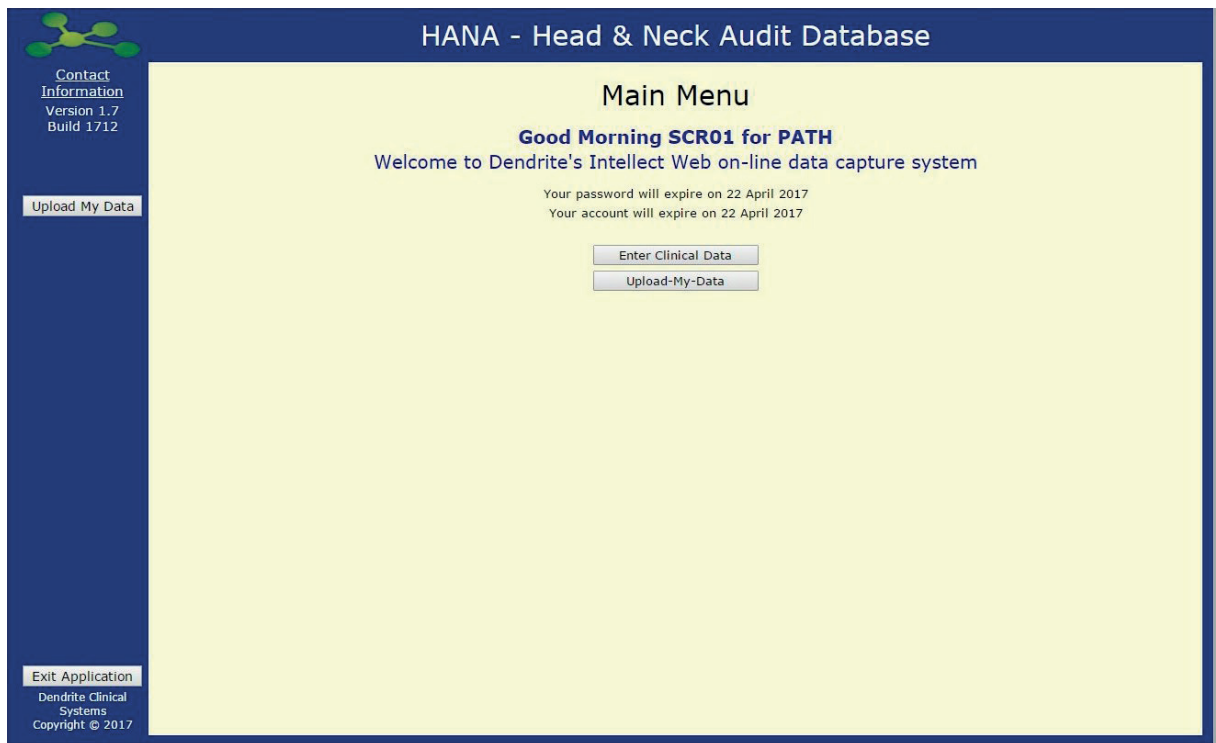 HANA - Head & Neck Audit Database
Contact
Information
Version 1.7
Build 1712
Upload My Data
Main Menu
Good Morning SCR01 for PATH
Welcome to Dendrite's Intellect Web on-line data capture system
Your password will expire on 22 April 2017
Your account will expire on 22 April 2017
Enter Clinical Data
Upload-My-Data
Exit Application
Dendrite Clinical
Systems
Copyright © 2017